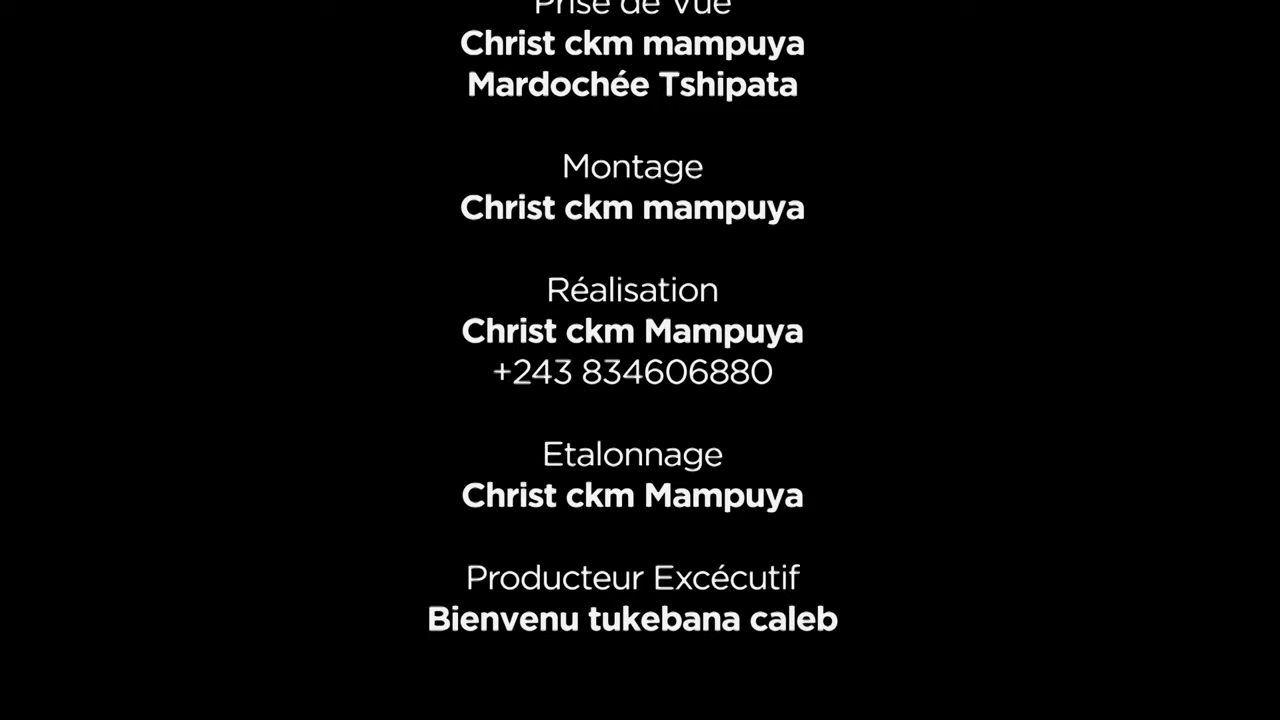 Prise de Vue
Christ ckm mampuya
Mardochée Tshipata
Montage
Christ ckm mampuya
Réalisation
Christ ckm Mampuya
+243 834606880
Etalonnage
Christ ckm Mampuya
Producteur Excécutif
Bienvenu tukebana caleb